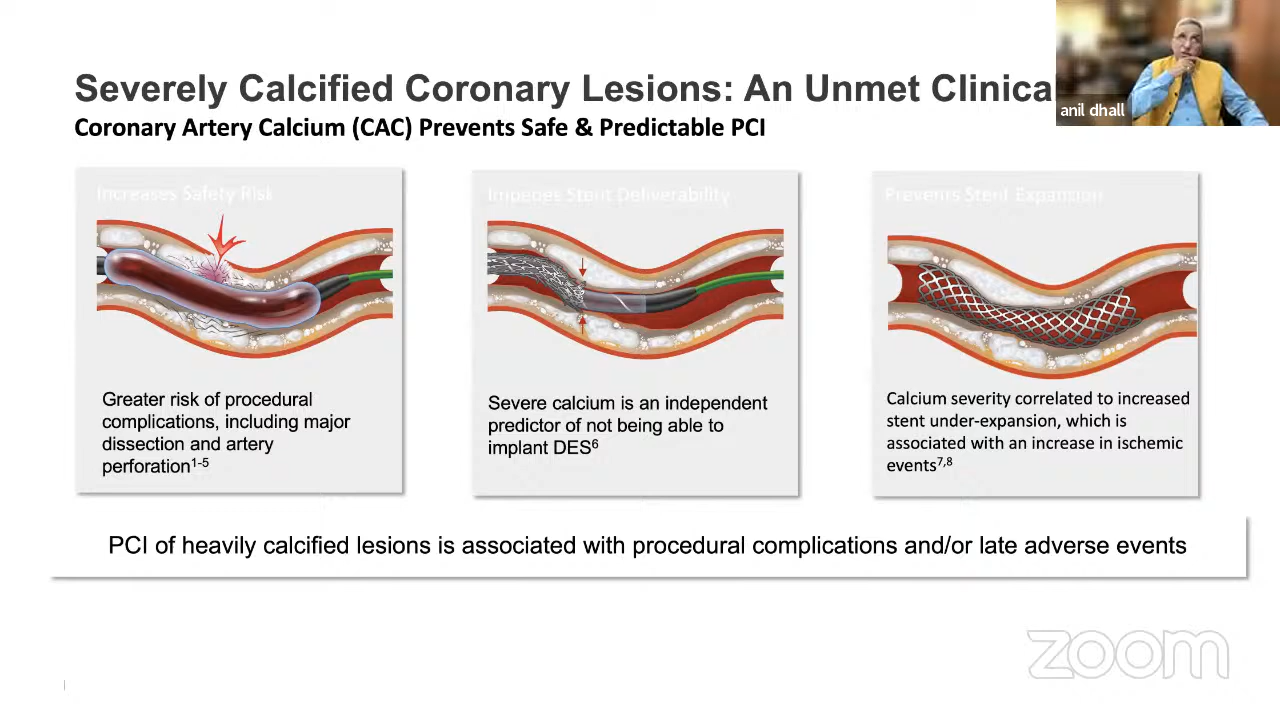 Severely Calcified Coronary Lesions: An Unmet Clinica
Coronary Artery Calcium (CAC) Prevents Safe & Predictable PCI
anil dhall
Increases Safety Risk
Greater risk of procedural
complications, including major
dissection and artery
perforation1-5
Impedes Stent Deliverability
Severe calcium is an independent
predictor of not being able to
implant DES6
Prevents Stent Expansion
Calcium severity correlated to increased
stent under-expansion, which is
associated with an increase in ischemic
events7,8
PCI of heavily calcified lesions is associated with procedural complications and/or late adverse events
zoom